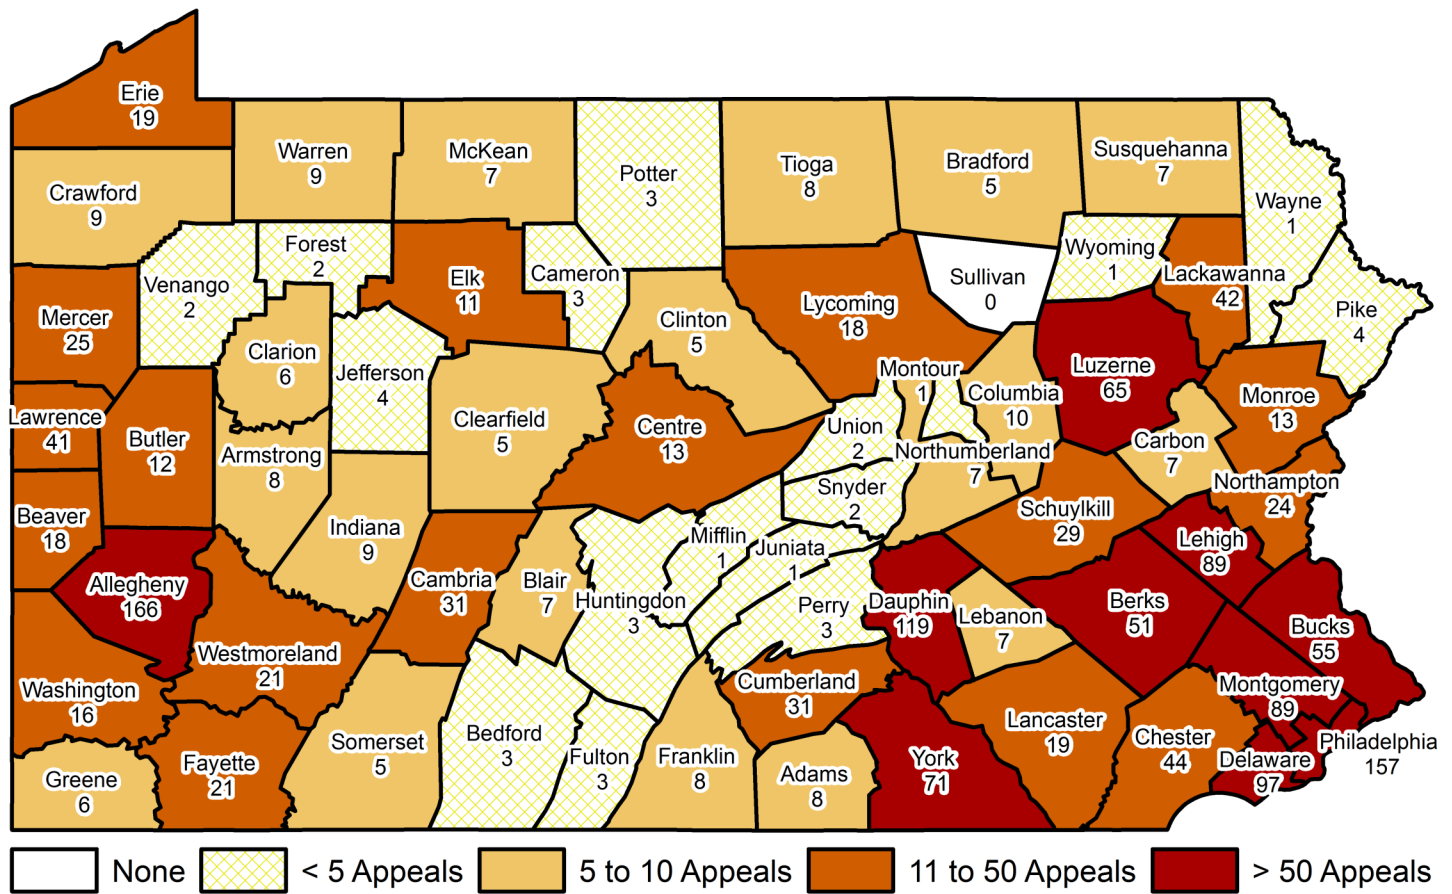 Erie
19
Warren
9
McKean
7
Potter
3
Tioga
8
Bradford
5
Susquehanna
7
Wayne
1
Crawford
9
Forest
2
Venango
2
Elk
11
Cameron
3
Sullivan
0
Wyoming
1
Lackawanna
42
Mercer
25
Clarion
6
Jefferson
4
Clinton
5
Lycoming
18
Pike
4
Luzerne
65
Montour
1
Columbia
10
Monroe
13
Lawrence
41
Butler
12
Armstrong
8
Clearfield
5
Centre
13
Union
2
Northumberland
7
Carbon
7
Snyder
2
Northampton
24
Beaver
18
Indiana
9
Schuylkill
29
Mifflin
1
Juniata
1
Lehigh
89
Allegheny
166
Cambria
31
Blair
7
Huntingdon
3
Perry
3
Dauphin
119
Lebanon
7
Berks
51
Bucks
55
Westmoreland
21
Washington
16
Cumberland
31
Montgomery
89
Somerset
5
Bedford
3
Fulton
3
Franklin
8
Adams
8
York
71
Lancaster
19
Chester
44
Delaware
97
Philadelphia
157
Greene
6
Fayette
21
None
< 5 Appeals
5 to 10 Appeals
11 to 50 Appeals
> 50 Appeals